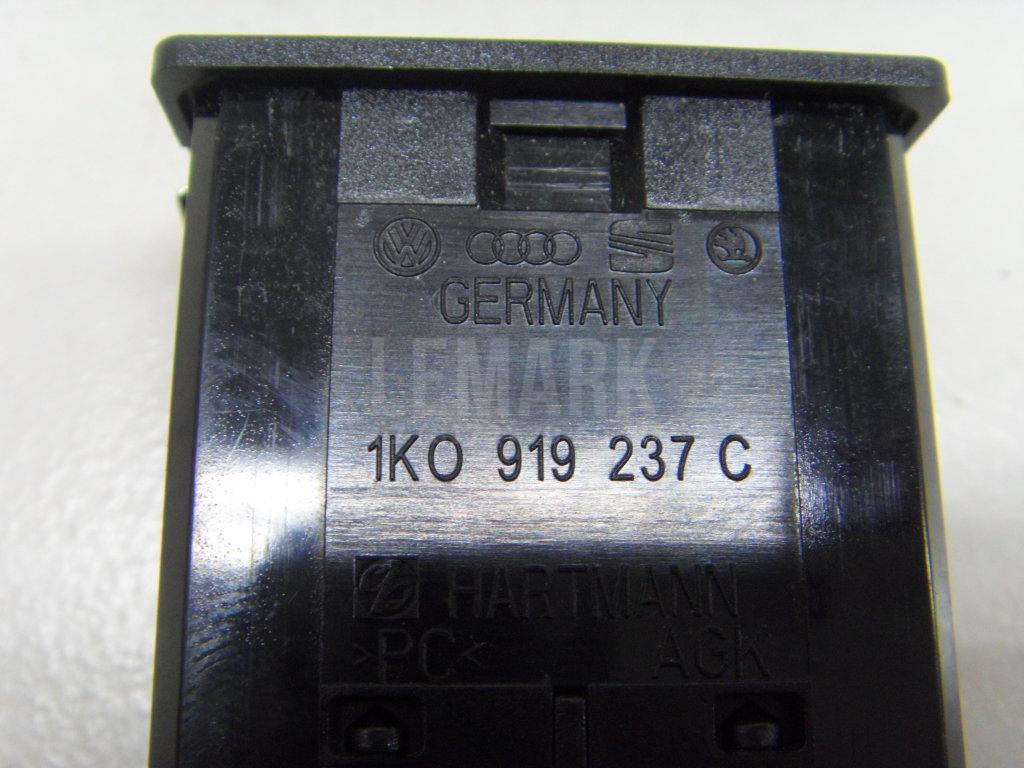 GERMANY
LEMARK
1KO 919 237 C
HARTMANN
>PC< AGK